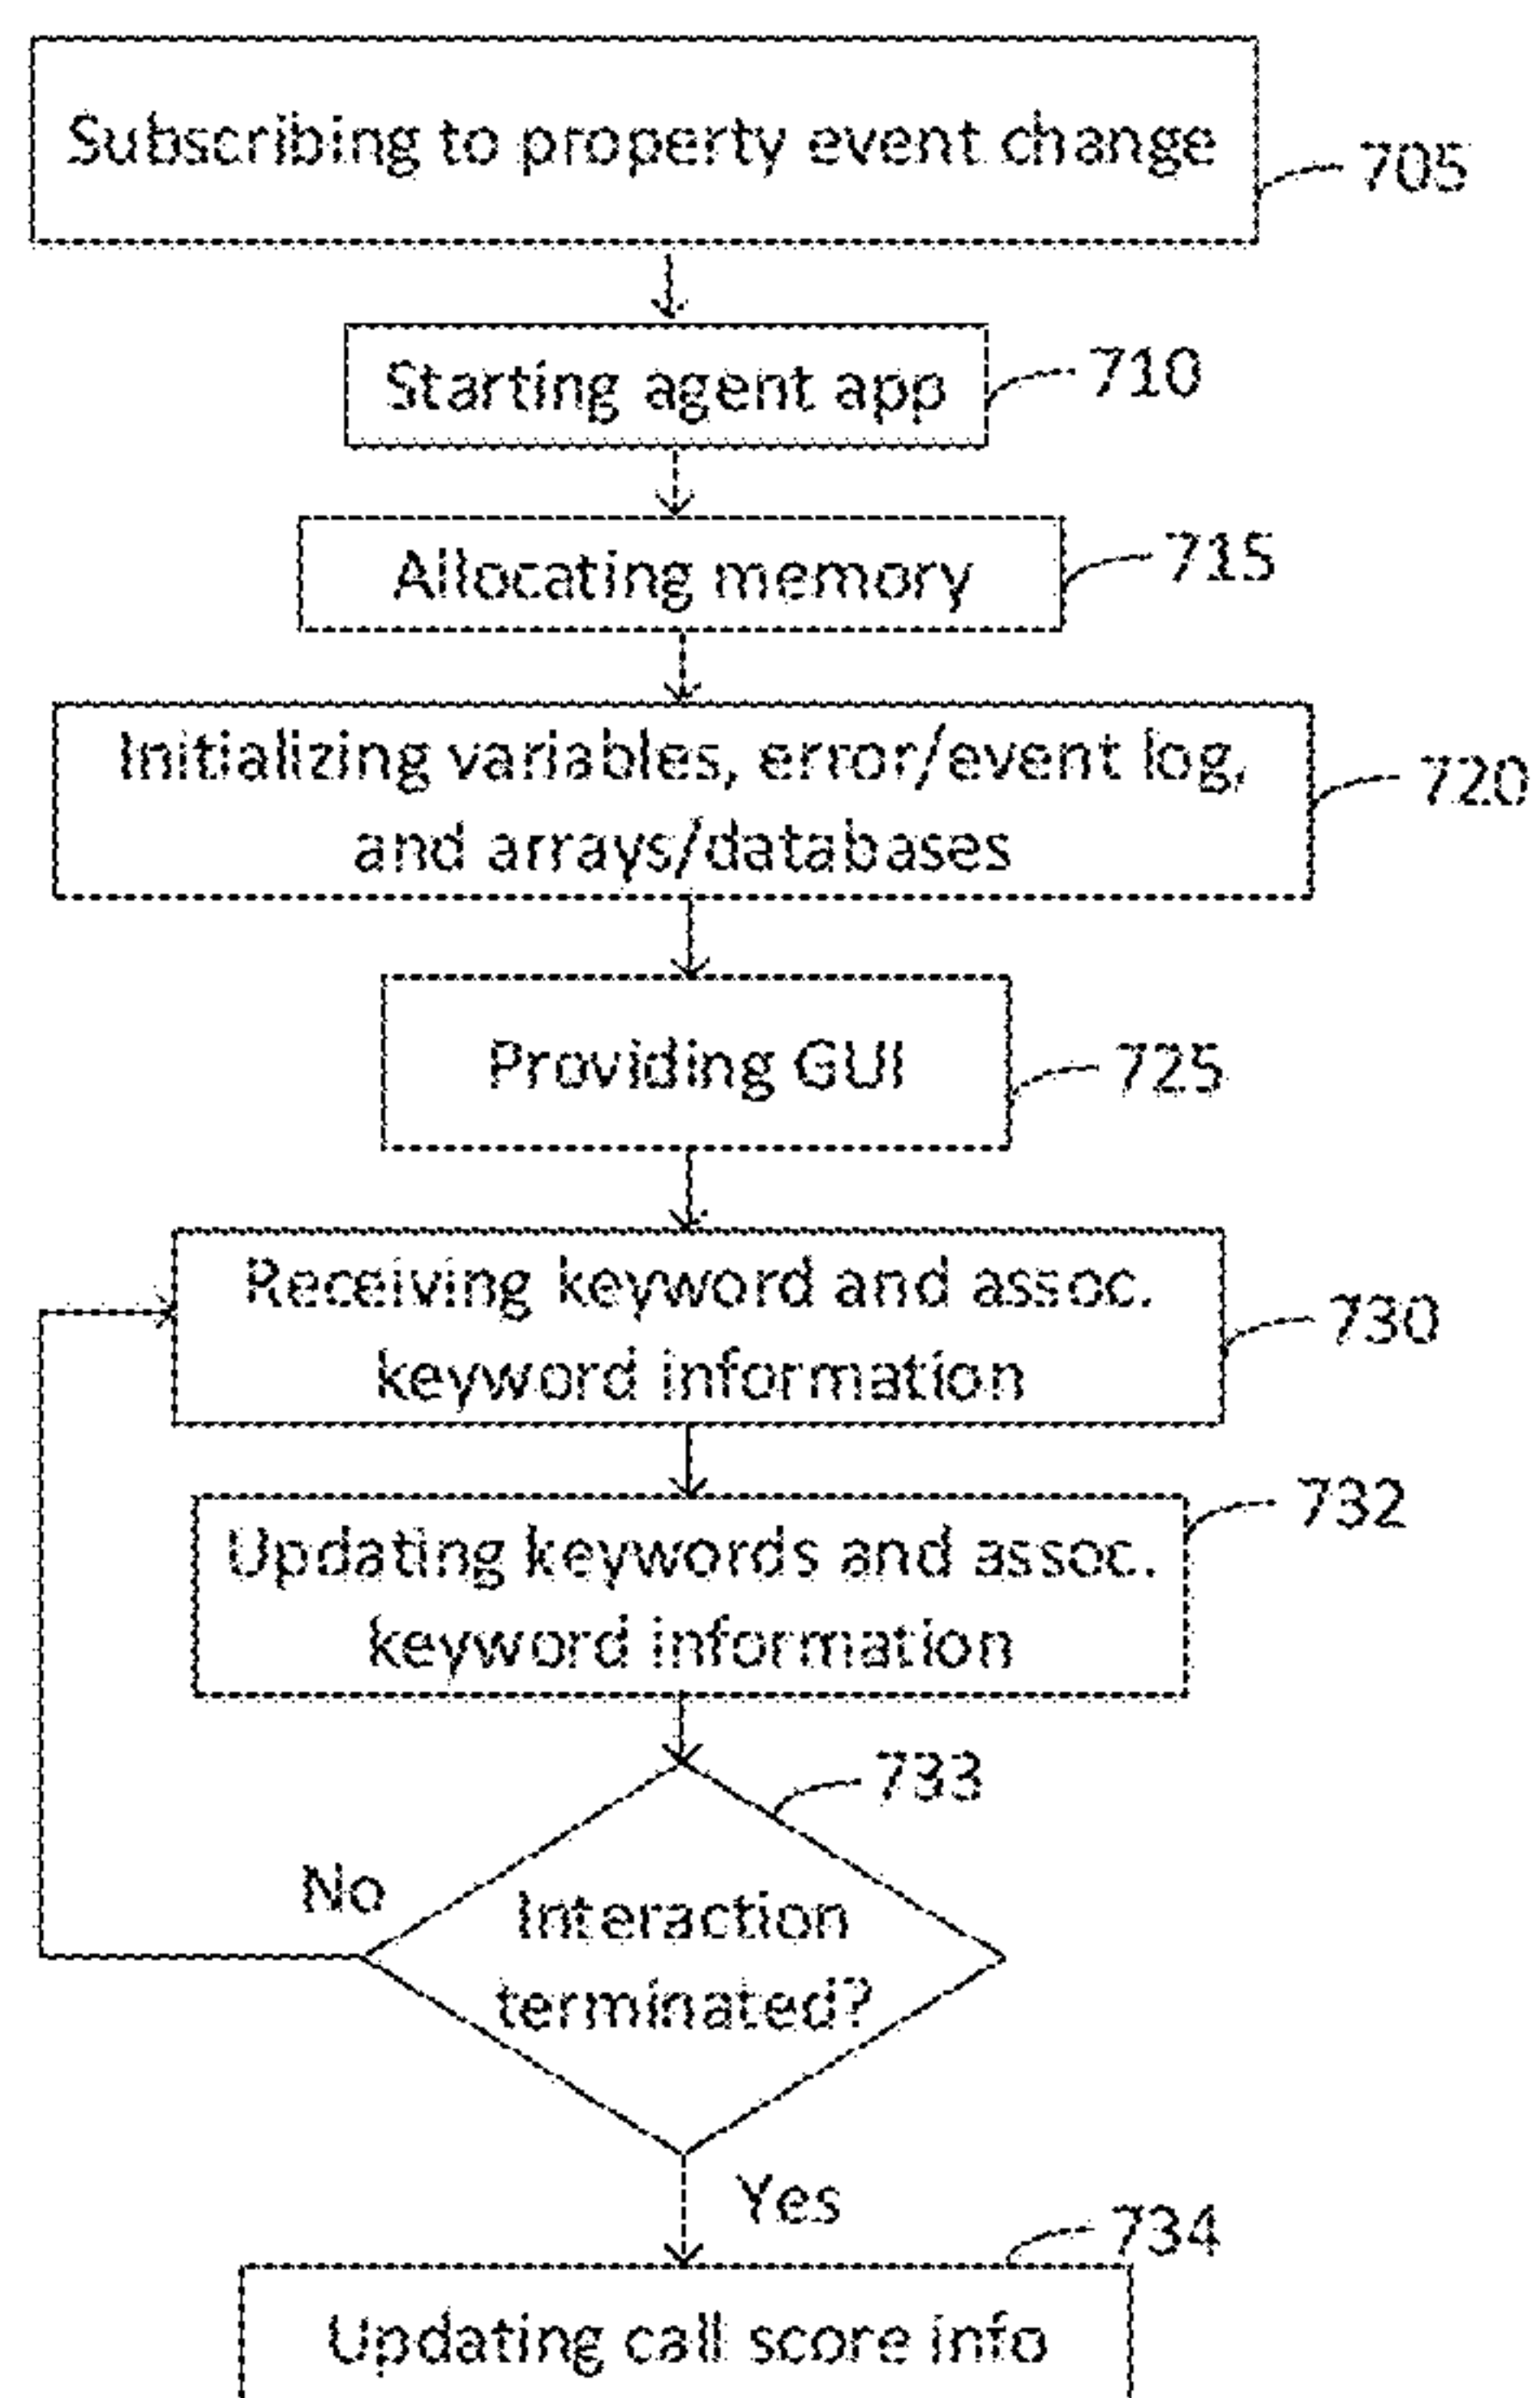 Subscribing to property event change
705
Starting agent app
710
Allocating memory
715
Initializing variables, error/event log,
and arrays/databases
720
Providing GUI
725
Receiving keyword and assoc.
keyword information
730
732
Updating keywords and assoc.
keyword information
733
No
Interaction
terminated?
Yes
734
Updating call score info